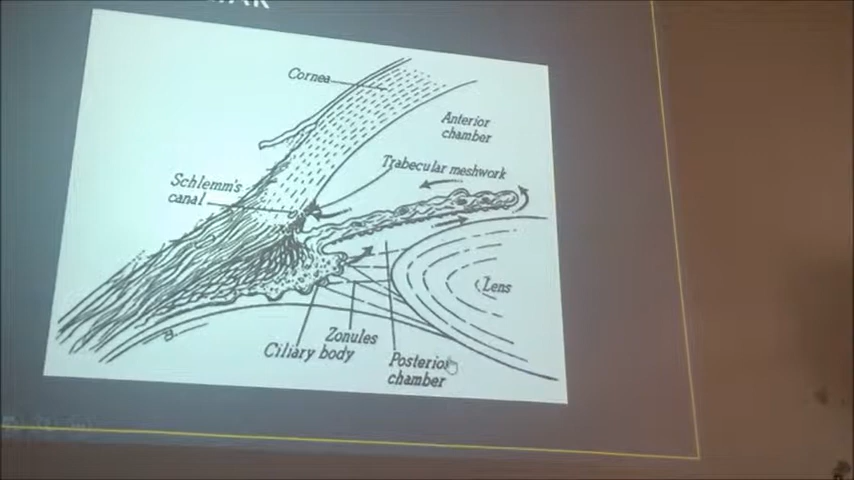 Cornea
Anterior
chamber
Trabecular meshwork
Schlemm's
canal
Lens
Zonules
Ciliary body
Posterior
chamber